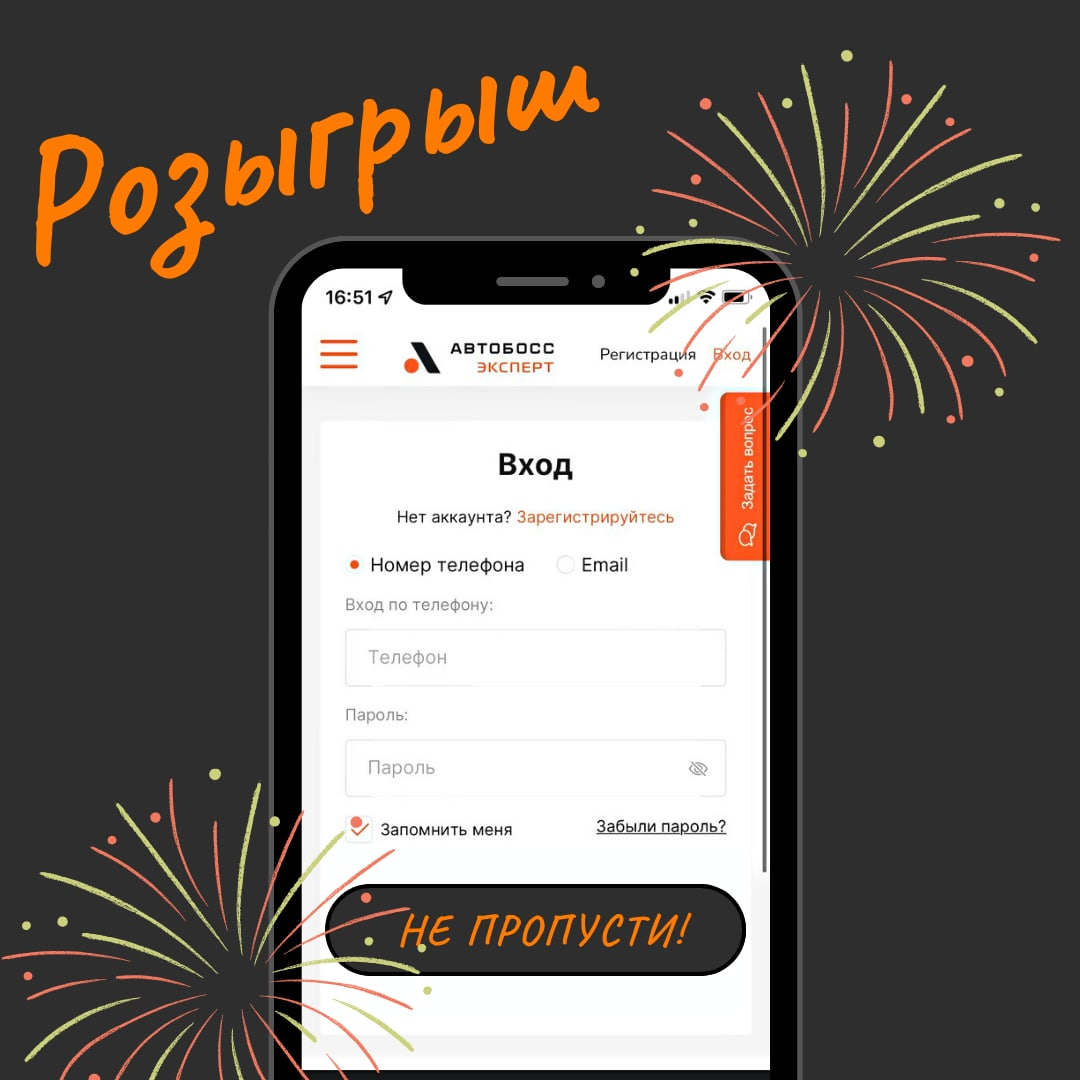 Розыгрыш
16:51
АВТОБОСС
ЭКСПЕРТ
Регистрация Вход
Задать вопрос
Вход
Нет аккаунта? Зарегистрируйтесь
Номер телефона Email
Вход по телефону:
Телефон
Пароль:
Пароль
Запомнить меня Забыли пароль?
НЕ ПРОПУСТИ!